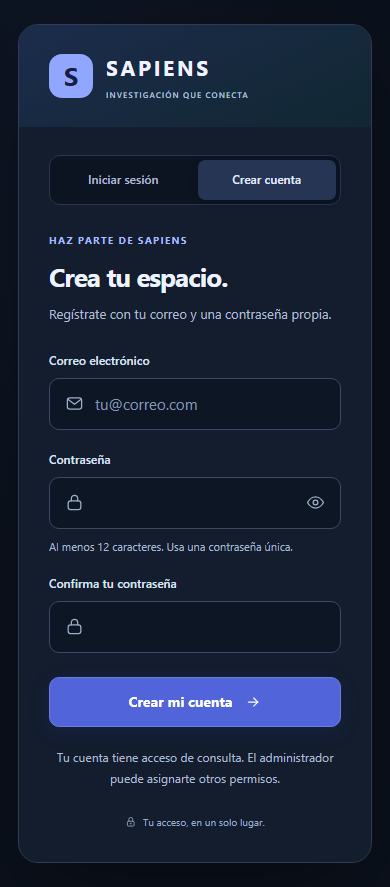 S
SAPIENS
INVESTIGACIÓN QUE CONECTA
Iniciar sesión
Crear cuenta
HAZ PARTE DE SAPIENS
Crea tu espacio.
Regístrate con tu correo y una contraseña propia.
Correo electrónico
tu@correo.com
Contraseña
Al menos 12 caracteres. Usa una contraseña única.
Confirma tu contraseña
Crear mi cuenta →
Tu cuenta tiene acceso de consulta. El administrador
puede asignarte otros permisos.
Tu acceso, en un solo lugar.